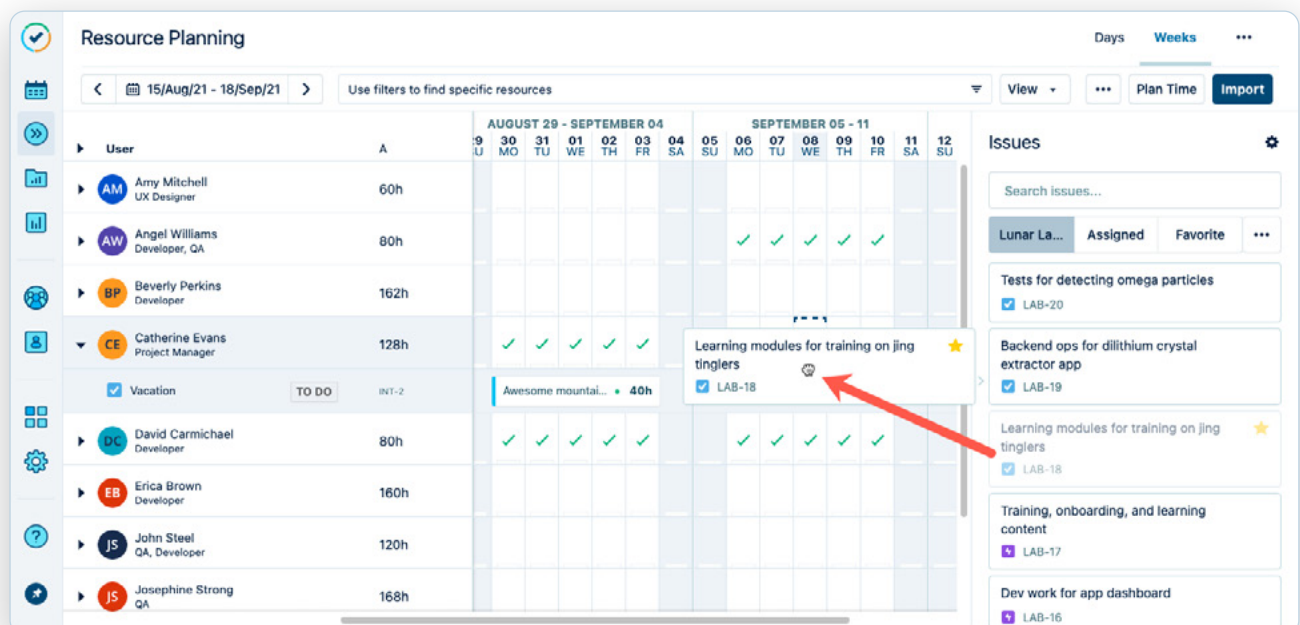 Resource Planning
Days Weeks
15/Aug/21 - 18/Sep/21
Use filters to find specific resources
View
Plan Time
Import
AUGUST 29 - SEPTEMBER 04
SEPTEMBER 05 - 11
User A
30 31 01 02 03 04 05 06 07 08 09 10 11 12
MO TU WE TH FR SA SU MO TU WE TH FR SA SU
AM Amy Mitchell 60h
UX Designer
AW Angel Williams 80h
Developer, QA
BP Beverly Perkins 162h
Developer
CE Catherine Evans 128h
Project Manager
Vacation TO DO INT-2 Awesome mountai... • 40h
DC David Carmichael 80h
Developer
EB Erica Brown 160h
Developer
JS John Steel 120h
QA, Developer
JS Josephine Strong 168h
QA
Learning modules for training on jing
tinglers
LAB-18
Issues
Search issues...
Lunar La... Assigned Favorite
Tests for detecting omega particles
LAB-20
Backend ops for dilithium crystal
extractor app
LAB-19
Learning modules for training on jing
tinglers
LAB-18
Training, onboarding, and learning
content
LAB-17
Dev work for app dashboard
LAB-16